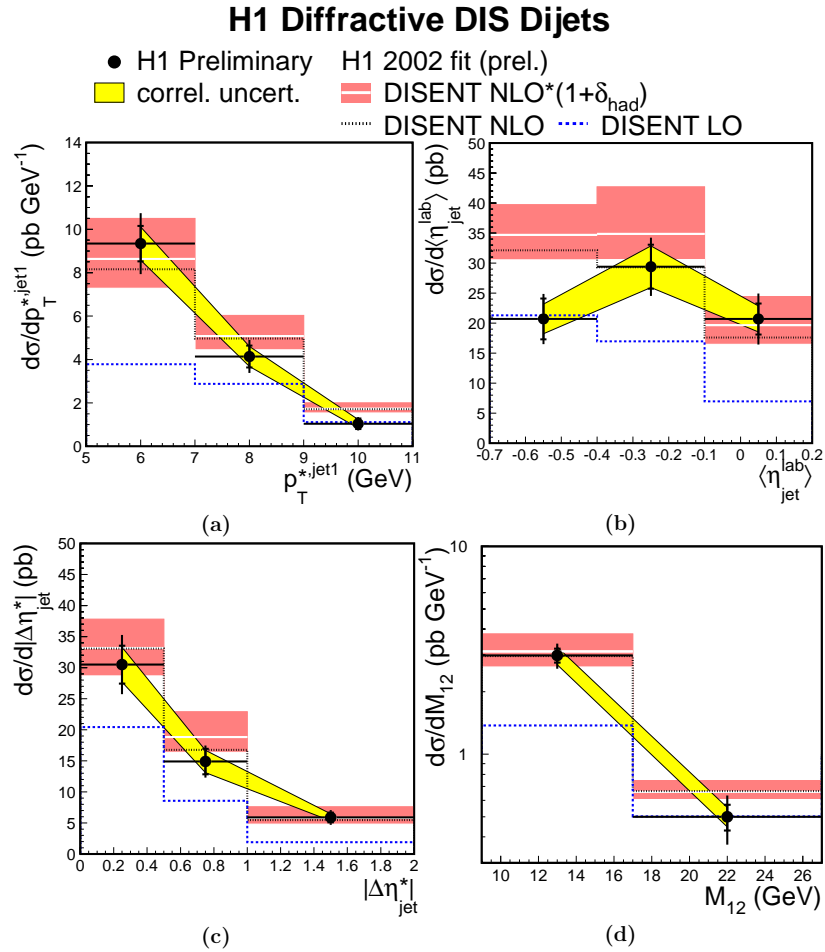 H1 Diffractive DIS Dijets
H1 Preliminary
H1 2002 fit (prel.)
correl. uncert.
DISENT NLO*(1+δhad)
DISENT NLO
DISENT LO
dσ/dp*,jet1T (pb GeV-1)
14
12
10
8
6
4
2
0
5 6 7 8 9 10 11
p*,jet1T (GeV)
(a)
dσ/d⟨ηlabjet⟩ (pb)
50
45
40
35
30
25
20
15
10
5
0
-0.7 -0.6 -0.5 -0.4 -0.3 -0.2 -0.1 0 0.1 0.2
⟨ηlabjet⟩
(b)
dσ/d|Δη*jet| (pb)
50
45
40
35
30
25
20
15
10
5
0
0 0.2 0.4 0.6 0.8 1 1.2 1.4 1.6 1.8 2
|Δη*jet|
(c)
dσ/dM12 (pb GeV-1)
10
1
10 12 14 16 18 20 22 24 26
M12 (GeV)
(d)